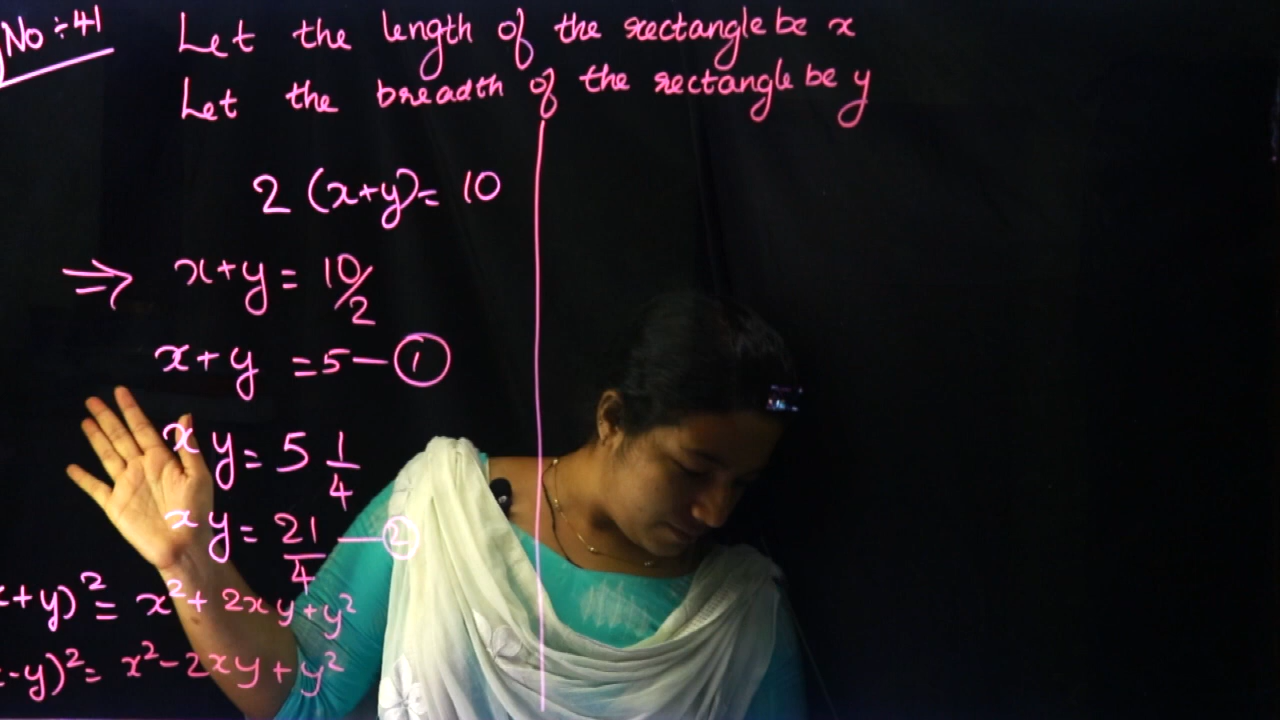 No ÷ 41
Let the length of the rectangle be x
Let the breadth of the rectangle be y
2 (x+y) = 10
⇒ x+y = 10/2
x+y = 5 — ①
xy = 5 1/4
xy = 21/4 — ②
x+y)² = x² + 2xy + y²
x-y)² = x² - 2xy + y²